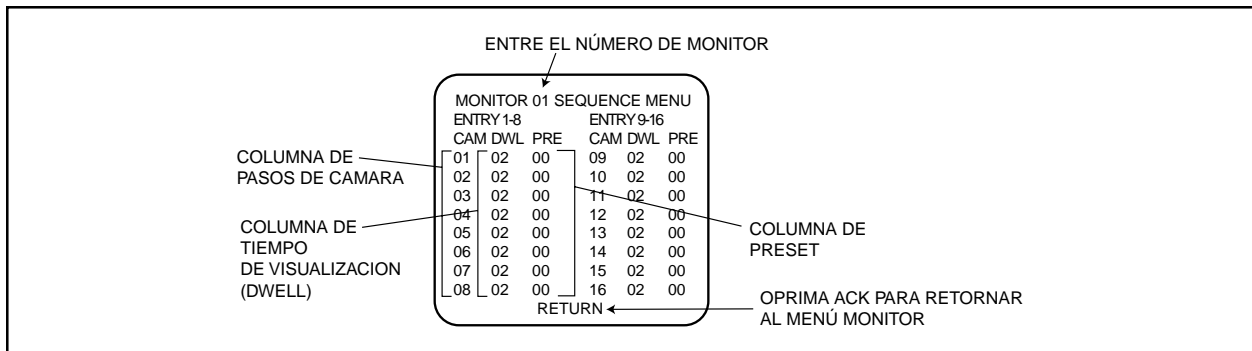 ENTRE EL NÚMERO DE MONITOR
MONITOR 01 SEQUENCE MENU
ENTRY 1-8 ENTRY 9-16
CAM DWL PRE CAM DWL PRE
01 02 00 09 02 00
02 02 00 10 02 00
03 02 00 11 02 00
04 02 00 12 02 00
05 02 00 13 02 00
06 02 00 14 02 00
07 02 00 15 02 00
08 02 00 16 02 00
RETURN
COLUMNA DE
PASOS DE CAMARA
COLUMNA DE
TIEMPO
DE VISUALIZACION
(DWELL)
COLUMNA DE
PRESET
OPRIMA ACK PARA RETORNAR
AL MENÚ MONITOR